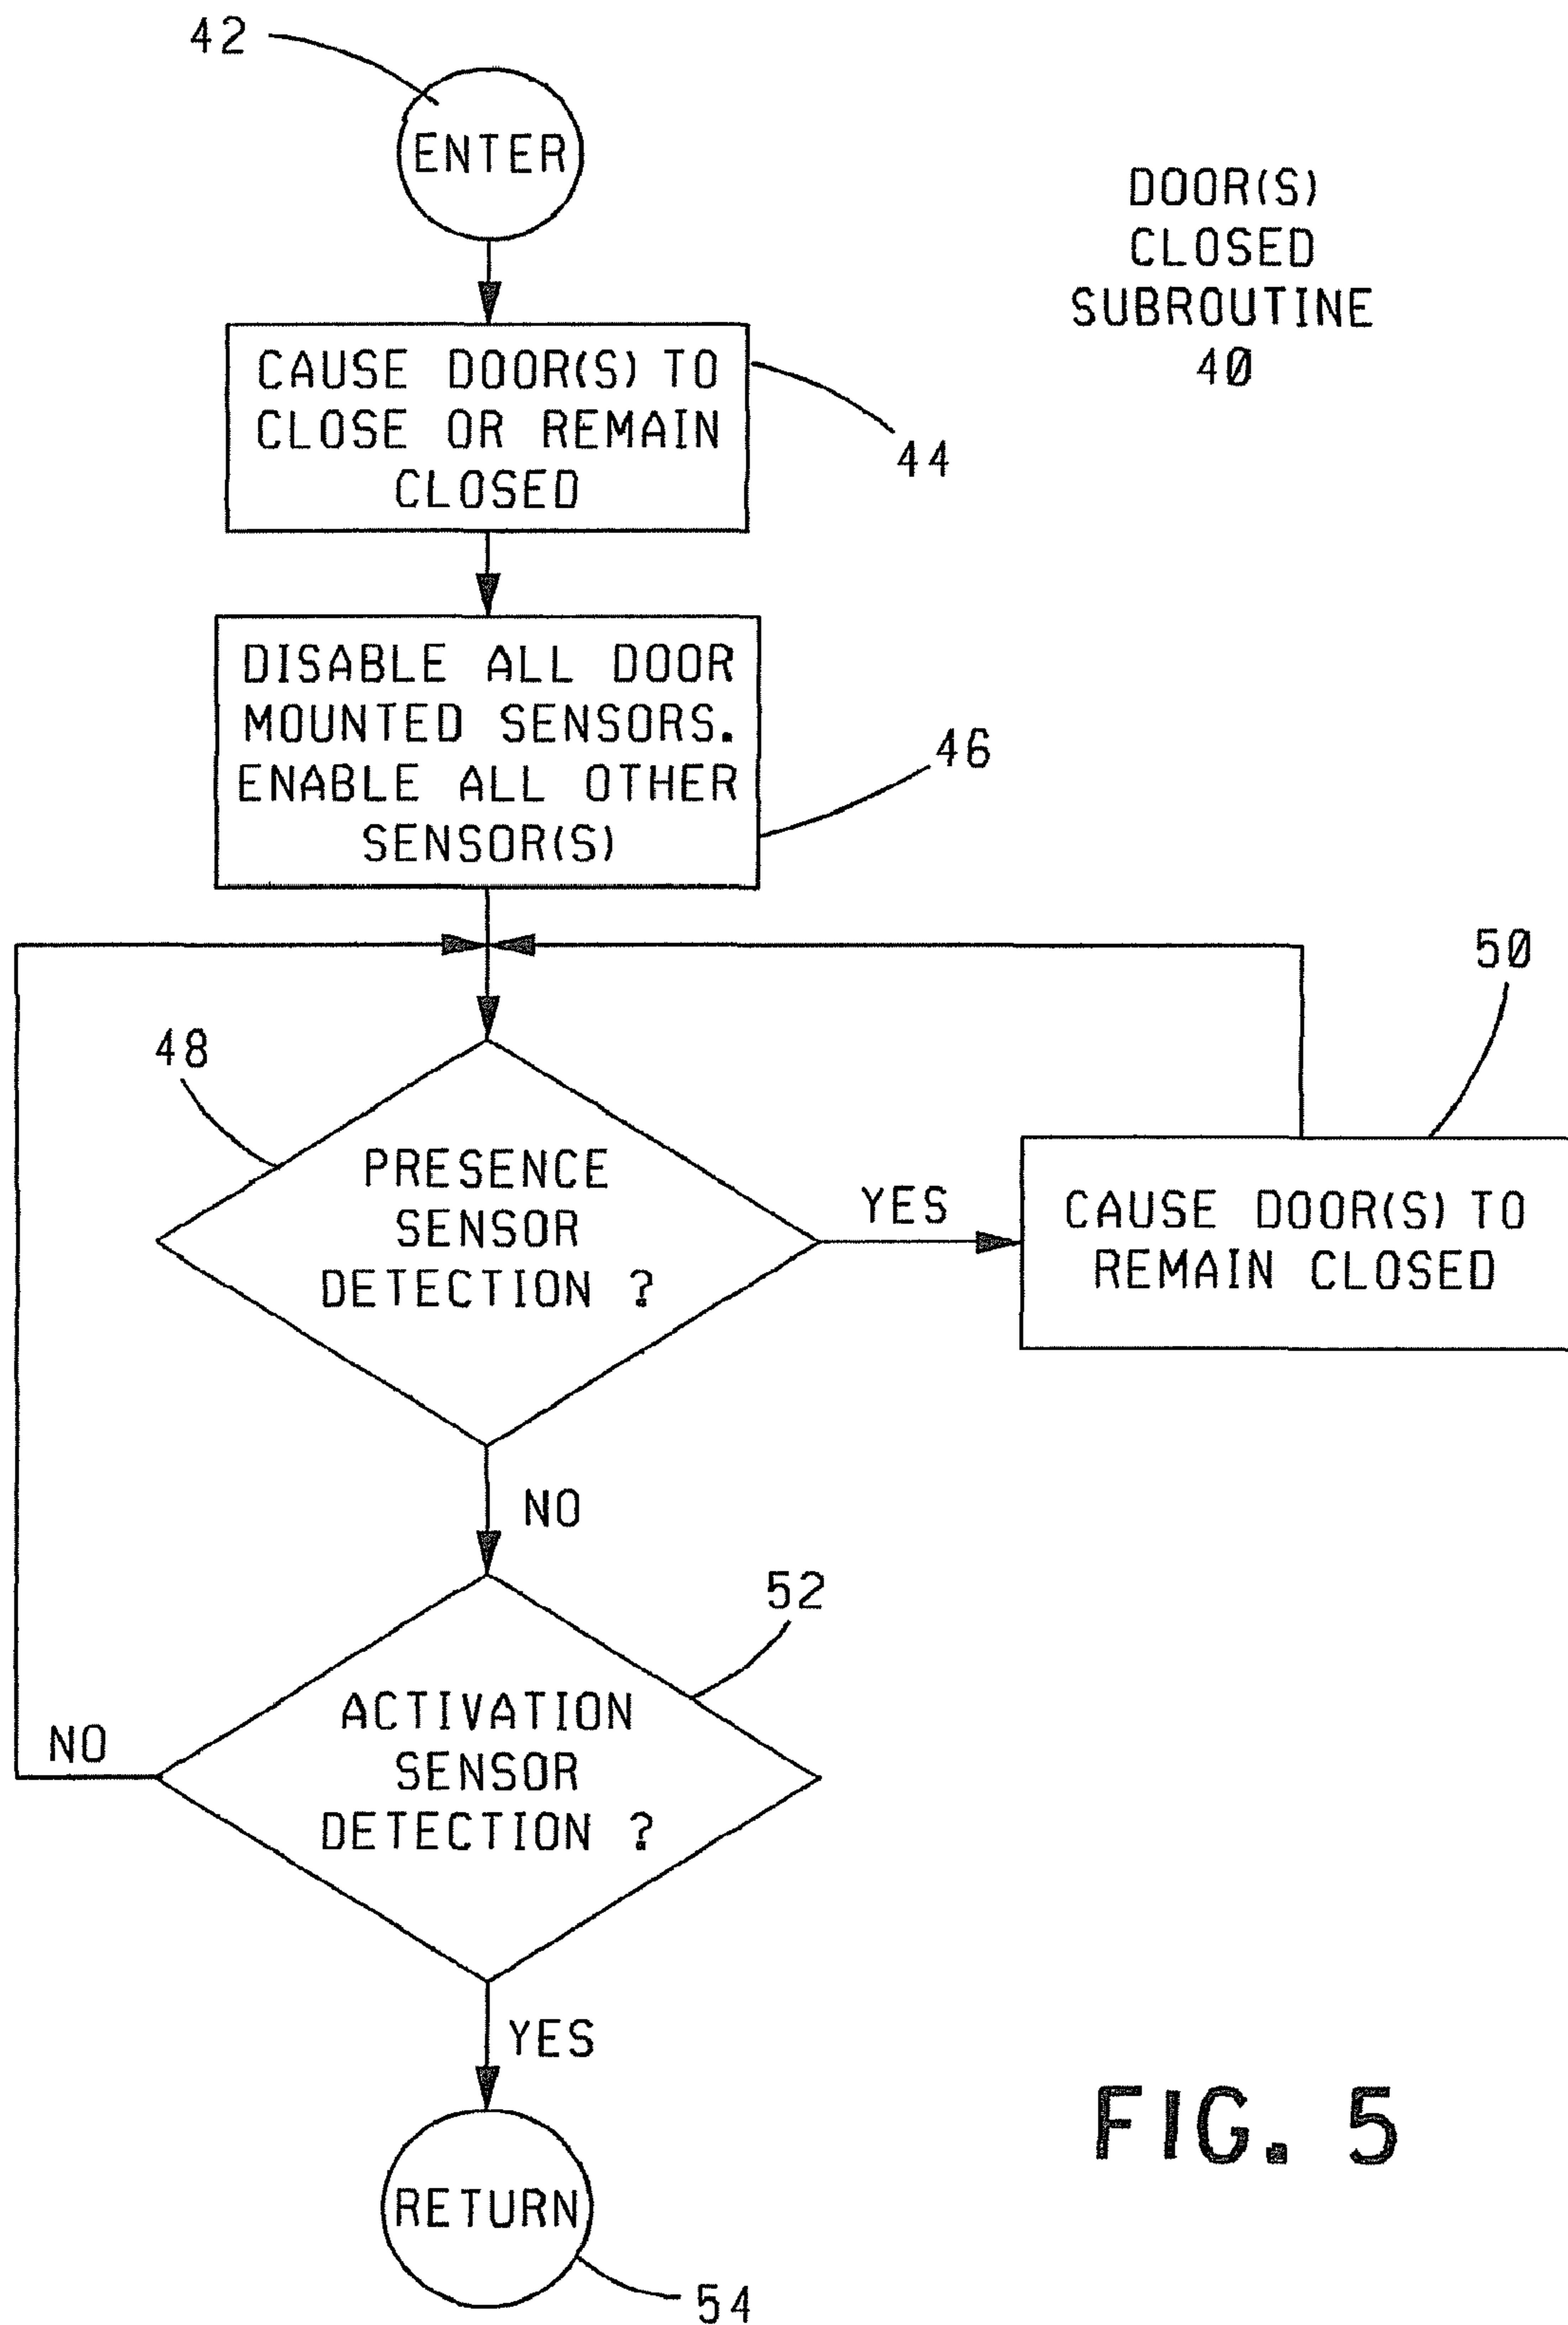 42
ENTER
DOOR(S)
CLOSED
SUBROUTINE
40
CAUSE DOOR(S) TO
CLOSE OR REMAIN
CLOSED
44
DISABLE ALL DOOR
MOUNTED SENSORS.
ENABLE ALL OTHER
SENSOR(S)
46
48
PRESENCE
SENSOR
DETECTION ?
YES
50
CAUSE DOOR(S) TO
REMAIN CLOSED
NO
52
ACTIVATION
SENSOR
DETECTION ?
NO
YES
RETURN
54
FIG. 5